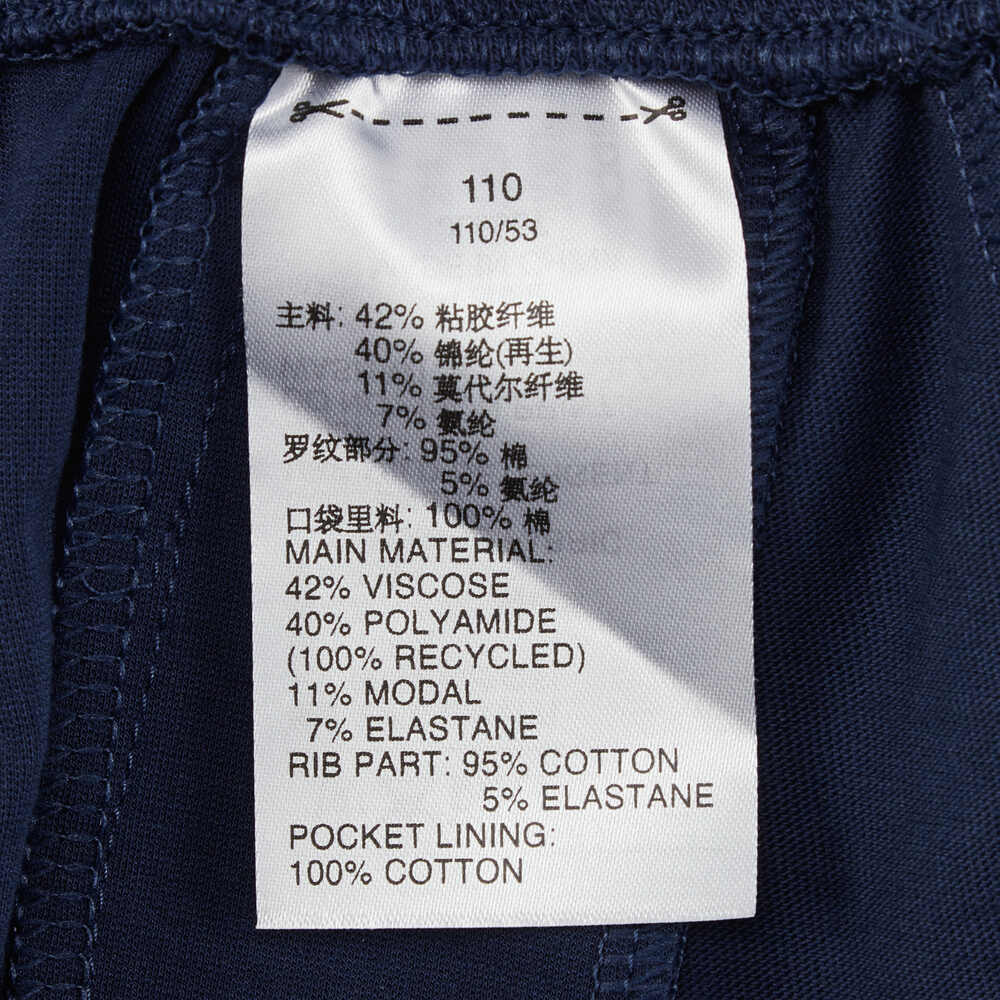 110
110/53
主料: 42% 粘胶纤维
40% 锦纶(再生)
11% 莫代尔纤维
7% 氨纶
罗纹部分: 95% 棉
5% 氨纶
口袋里料: 100% 棉
MAIN MATERIAL:
42% VISCOSE
40% POLYAMIDE
(100% RECYCLED)
11% MODAL
7% ELASTANE
RIB PART: 95% COTTON
5% ELASTANE
POCKET LINING:
100% COTTON